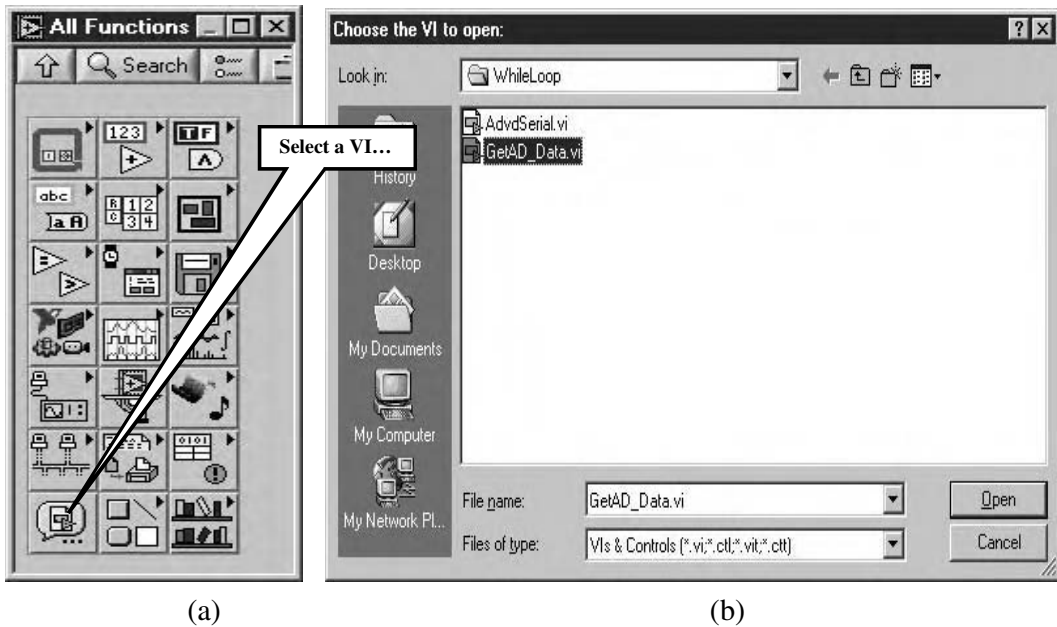 All Functions
Search
123
TF
abc
a A
Select a VI...
Choose the VI to open:
Look in:
WhileLoop
AdvdSerial.vi
GetAD_Data.vi
History
Desktop
My Documents
My Computer
My Network Pl...
File name:
GetAD_Data.vi
Open
Files of type:
VIs & Controls (*.vi;*.ctl;*.vit;*.ctt)
Cancel
(a)
(b)